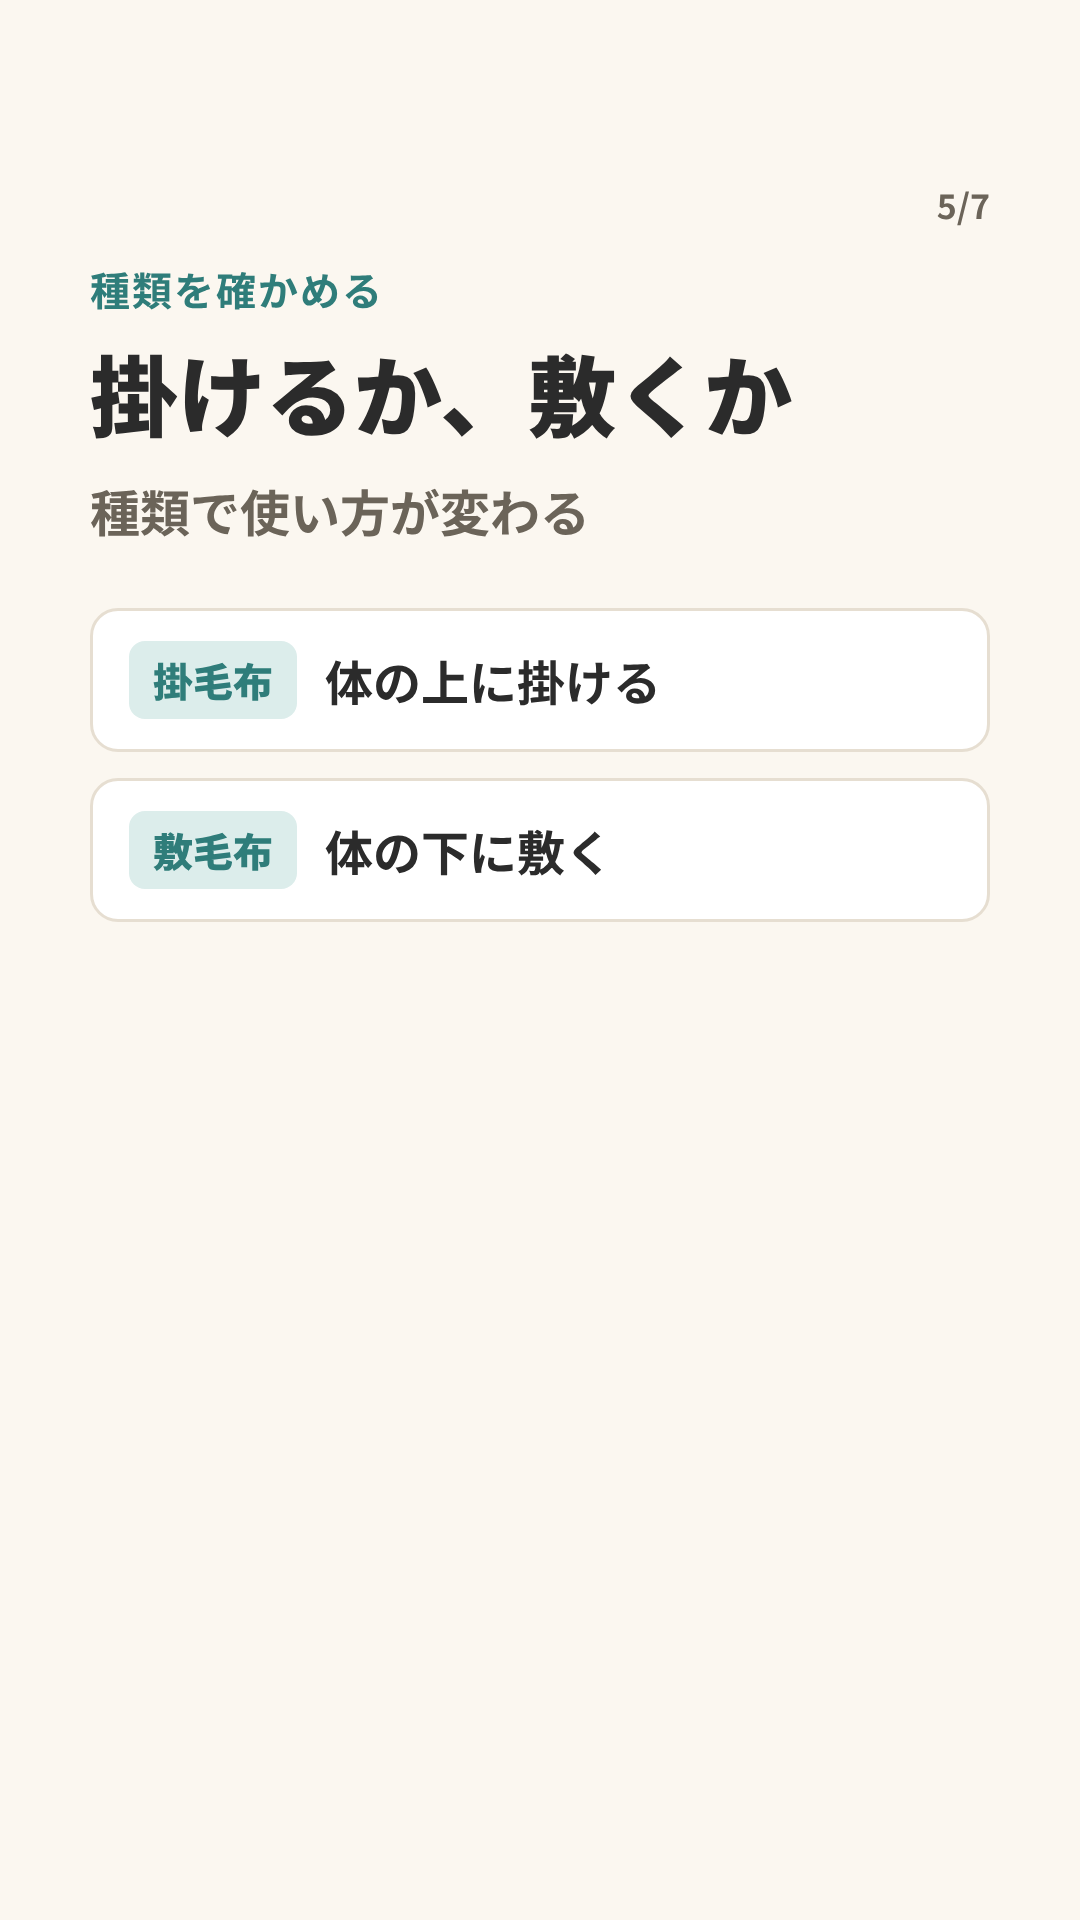 5/7
種類を確かめる
掛けるか、敷くか
種類で使い方が変わる
掛毛布 体の上に掛ける
敷毛布 体の下に敷く